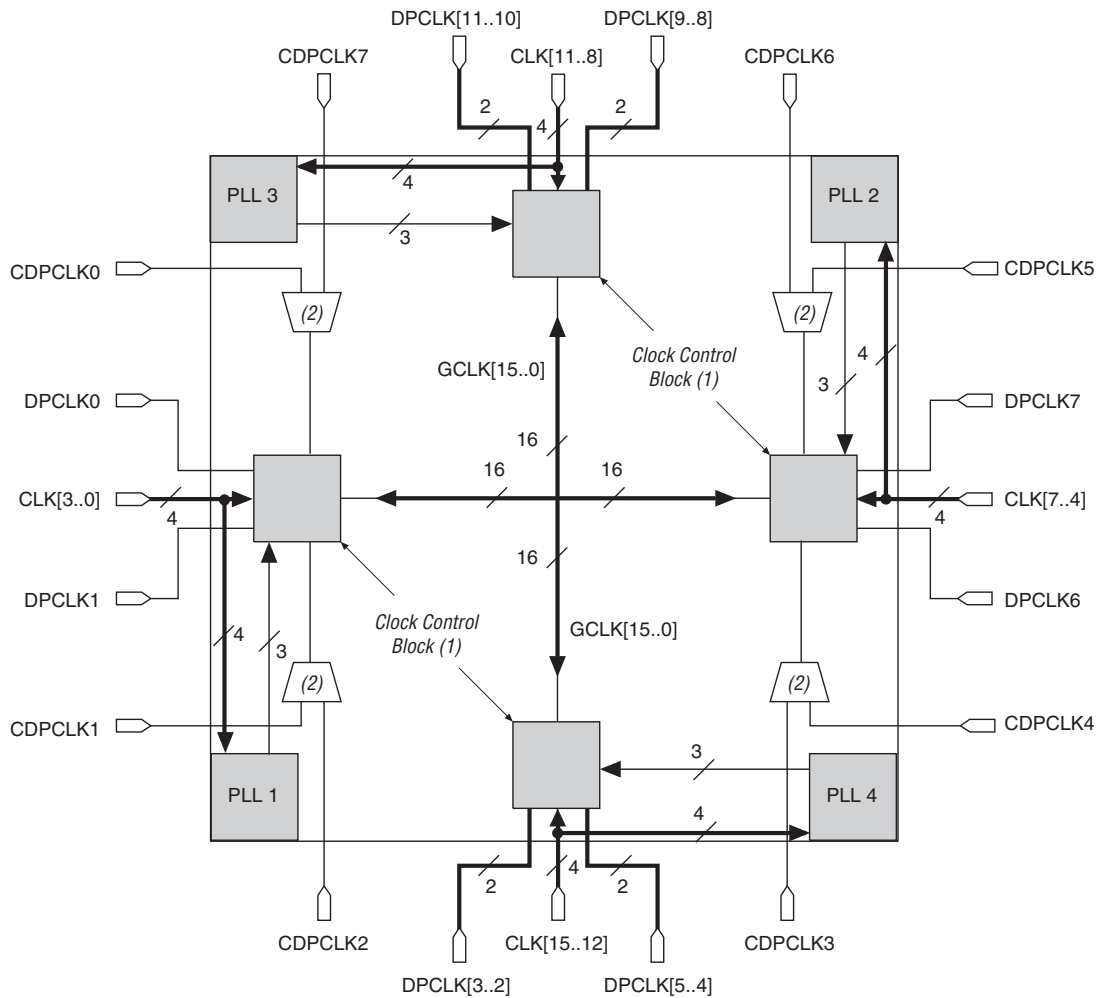 DPCLK[11..10]
DPCLK[9..8]
CDPCLK7
CLK[11..8]
CDPCLK6
2
4
2
PLL 3
4
3
PLL 2
CDPCLK0
CDPCLK5
(2)
(2)
GCLK[15..0]
Clock Control
Block (1)
4
3
DPCLK0
DPCLK7
16
16
16
CLK[3..0]
4
4
CLK[7..4]
16
DPCLK1
DPCLK6
4
3
Clock Control
Block (1)
GCLK[15..0]
(2)
(2)
CDPCLK1
CDPCLK4
3
PLL 1
PLL 4
4
2
4
2
CDPCLK2
CLK[15..12]
CDPCLK3
DPCLK[3..2]
DPCLK[5..4]